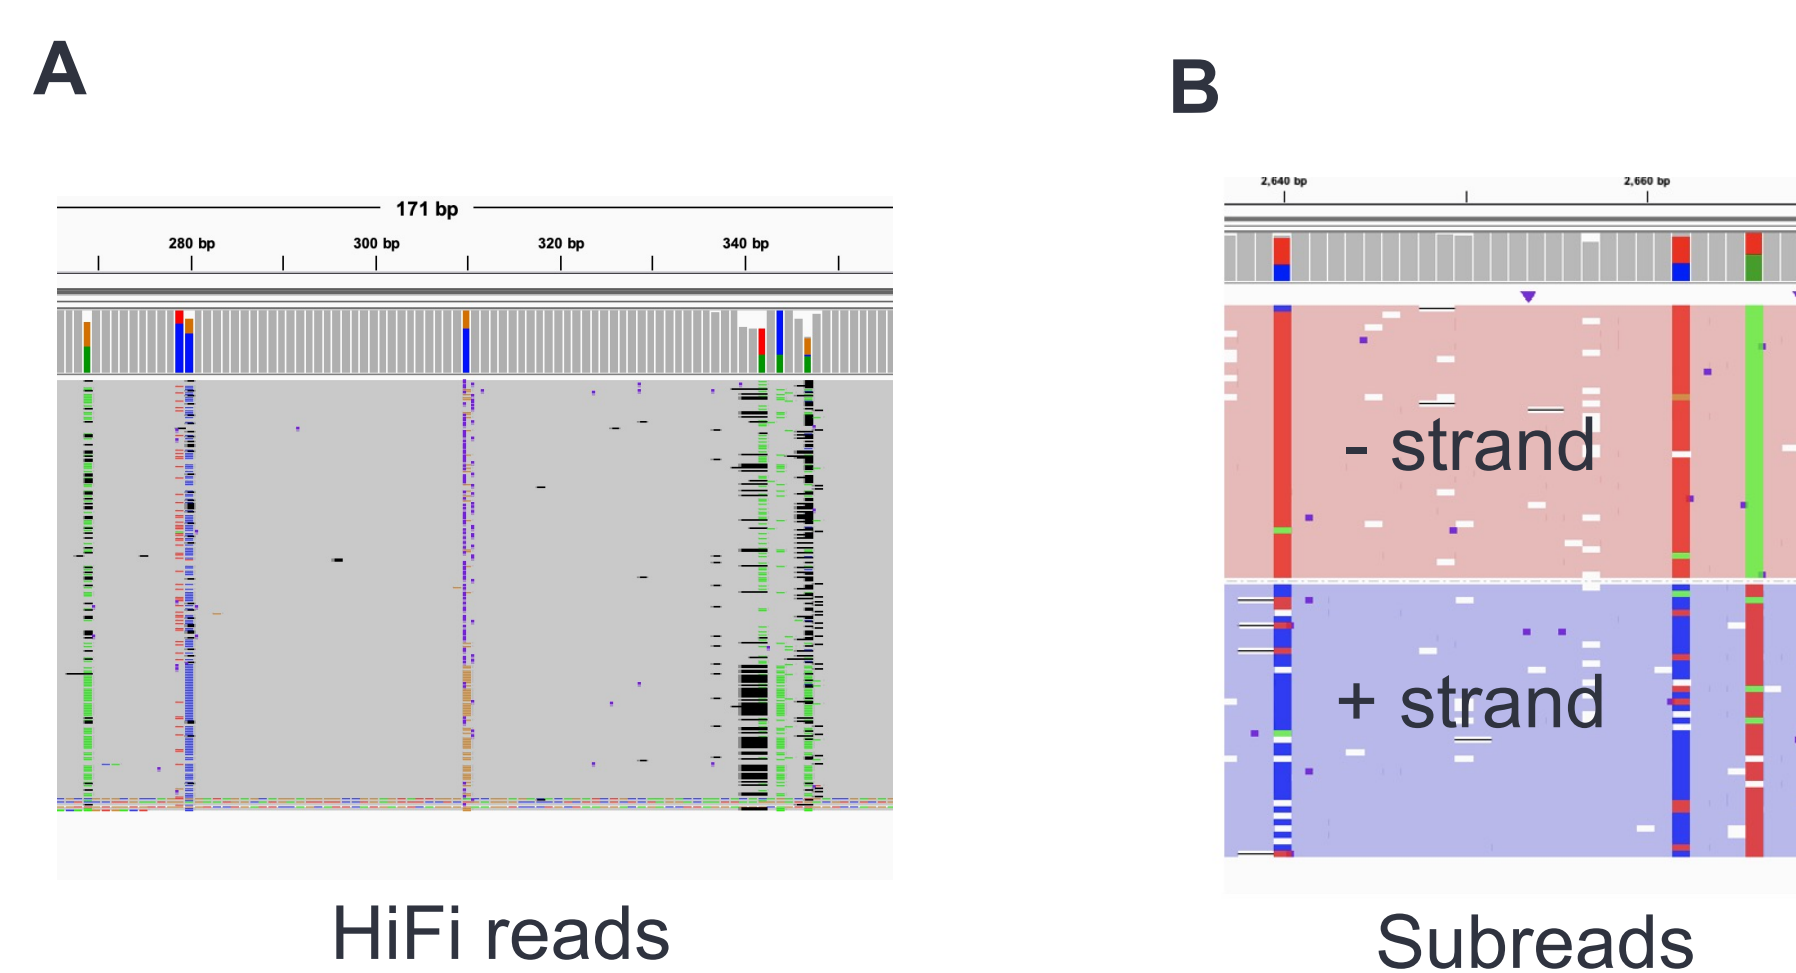 A
B
171 bp
280 bp 300 bp 320 bp 340 bp
2,640 bp 2,660 bp
- strand
+ strand
HiFi reads
Subreads